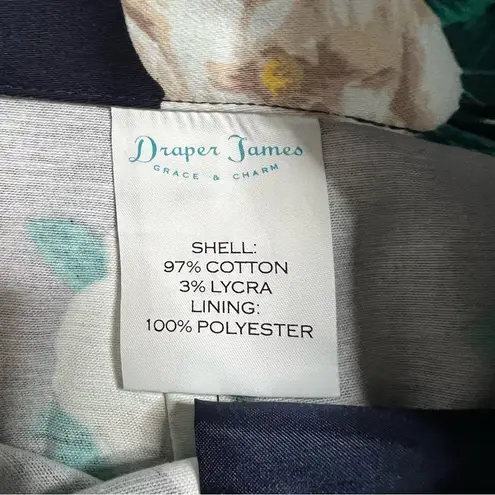 Draper James
GRACE & CHARM
SHELL:
97% COTTON
3% LYCRA
LINING:
100% POLYESTER